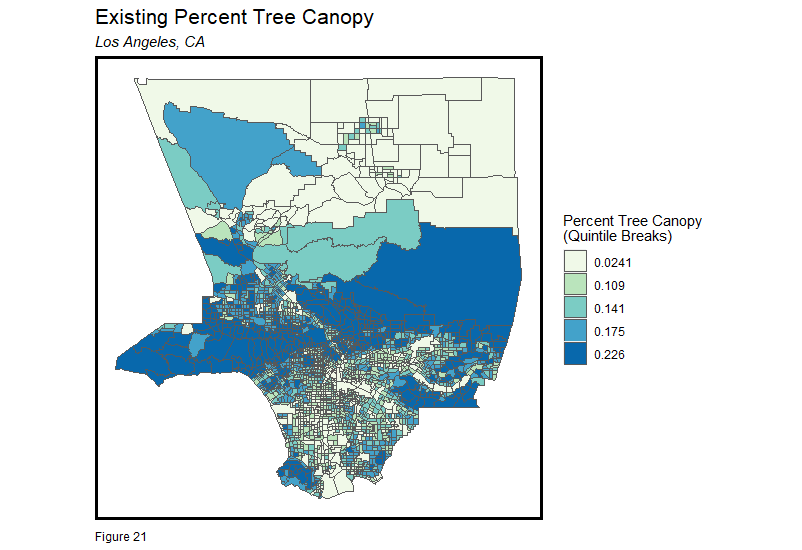 Existing Percent Tree Canopy
Los Angeles, CA
Percent Tree Canopy
(Quintile Breaks)
0.0241
0.109
0.141
0.175
0.226
Figure 21